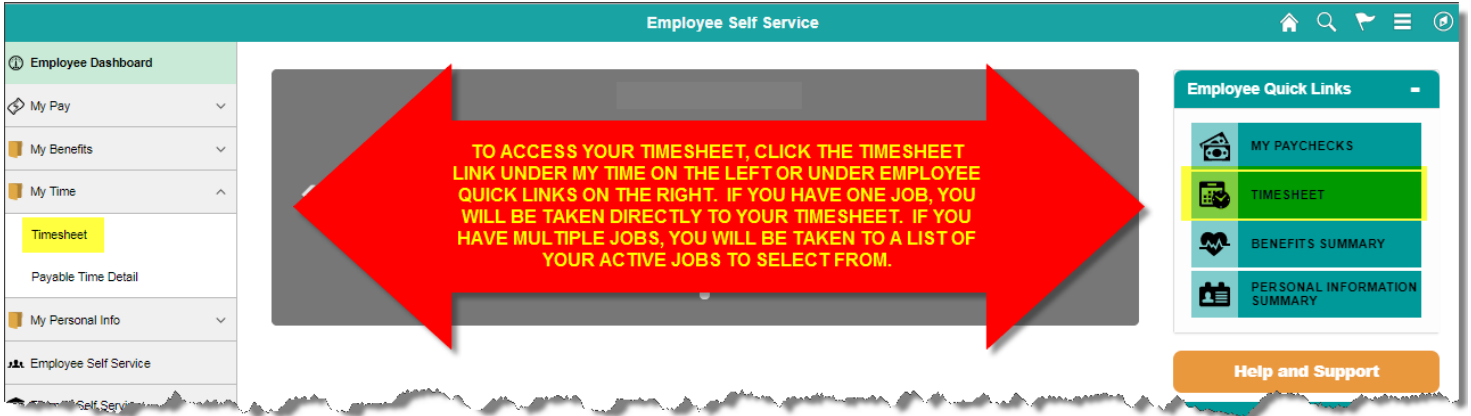 Employee Self Service
Employee Dashboard
My Pay
My Benefits
My Time
Timesheet
Payable Time Detail
My Personal Info
Employee Self Service
Self Service
TO ACCESS YOUR TIMESHEET, CLICK THE TIMESHEET
LINK UNDER MY TIME ON THE LEFT OR UNDER EMPLOYEE
QUICK LINKS ON THE RIGHT. IF YOU HAVE ONE JOB, YOU
WILL BE TAKEN DIRECTLY TO YOUR TIMESHEET. IF YOU
HAVE MULTIPLE JOBS, YOU WILL BE TAKEN TO A LIST OF
YOUR ACTIVE JOBS TO SELECT FROM.
Employee Quick Links
MY PAYCHECKS
TIMESHEET
BENEFITS SUMMARY
PERSONAL INFORMATION
SUMMARY
Help and Support